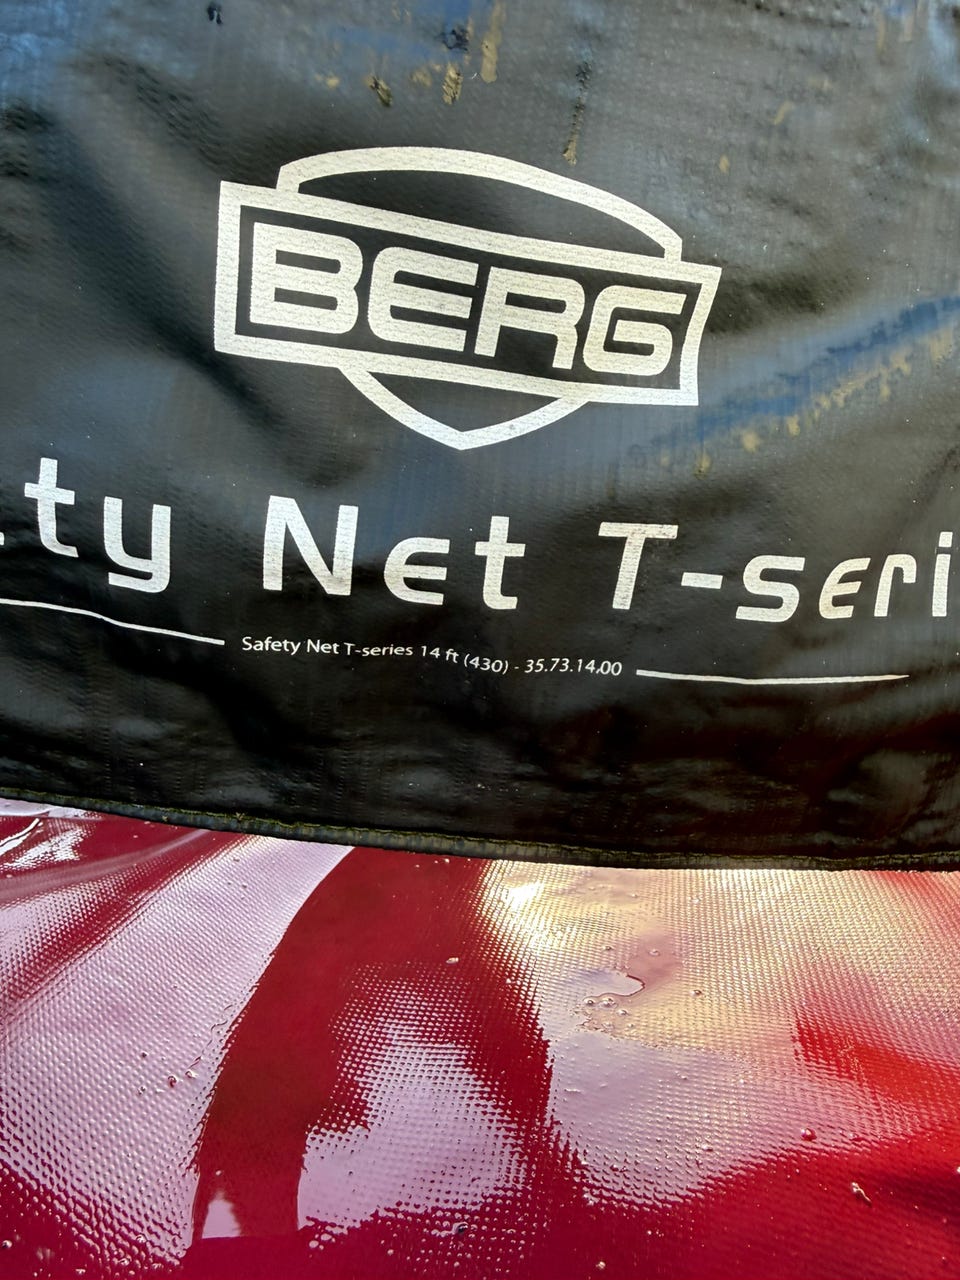 BERG
ty Net T-seri
Safety Net T-series 14 ft (430) - 35.73.14.00